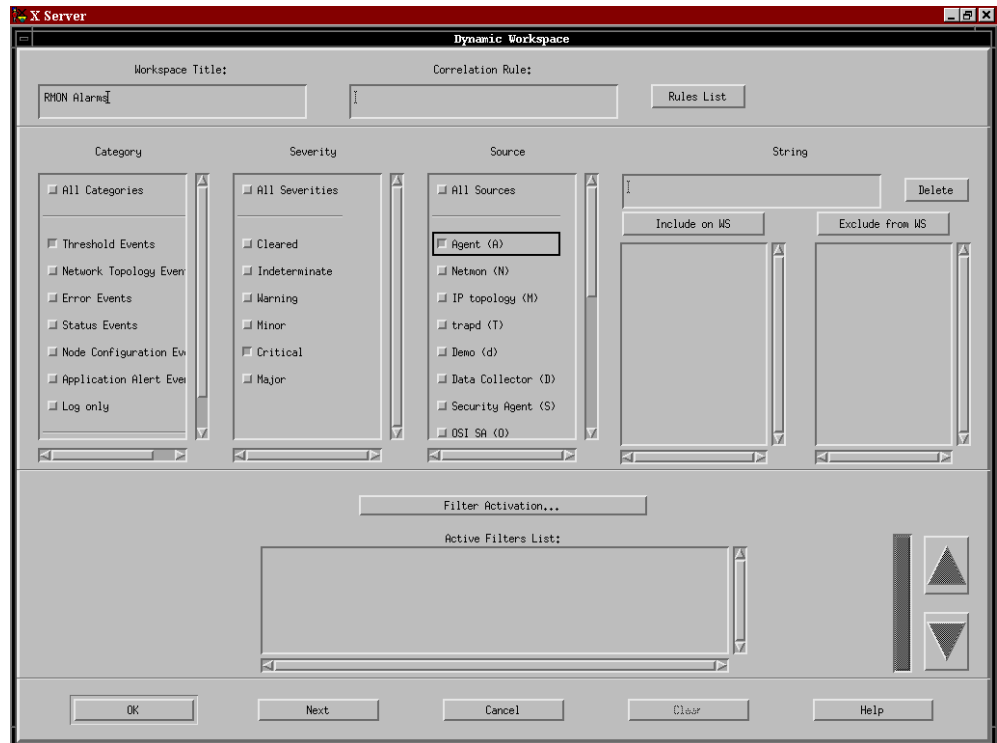 X Server
Dynamic Workspace
Workspace Title:
Correlation Rule:
RMON Alarms
Rules List
Category
Severity
Source
String
All Categories
Threshold Events
Network Topology Even
Error Events
Status Events
Node Configuration Ev
Application Alert Eve
Log only
All Severities
Cleared
Indeterminate
Warning
Minor
Critical
Major
All Sources
Agent (A)
Netmon (N)
IP topology (M)
trapd (T)
Demo (d)
Data Collector (D)
Security Agent (S)
OSI SA (O)
Delete
Include on WS
Exclude from WS
Filter Activation...
Active Filters List:
OK
Next
Cancel
Clear
Help